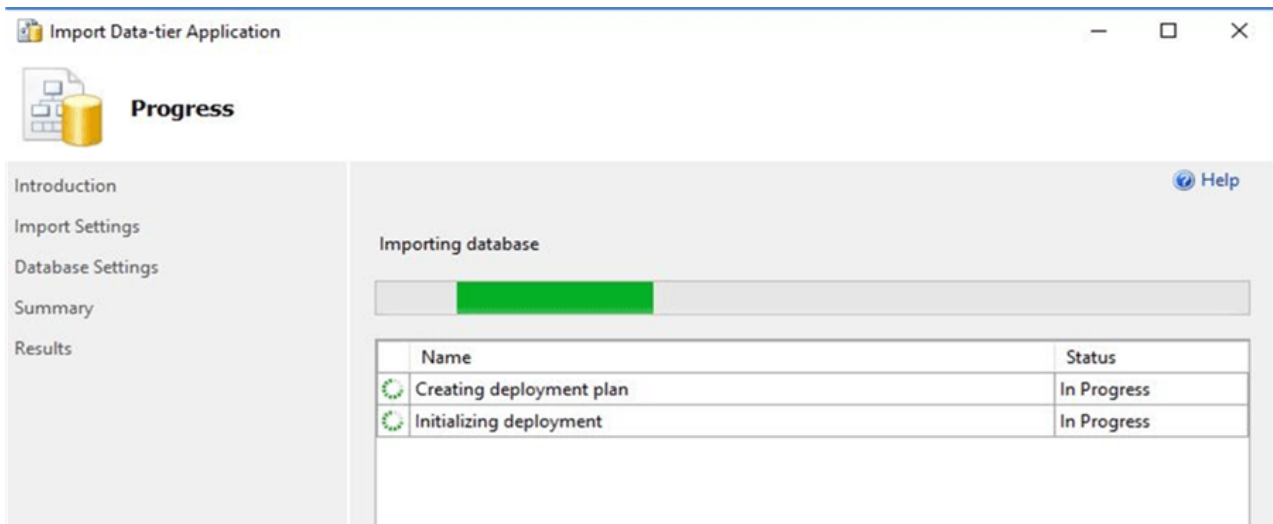 Import Data-tier Application
Progress
Introduction
Import Settings
Database Settings
Summary
Results
Help
Importing database
Name Status
Creating deployment plan In Progress
Initializing deployment In Progress